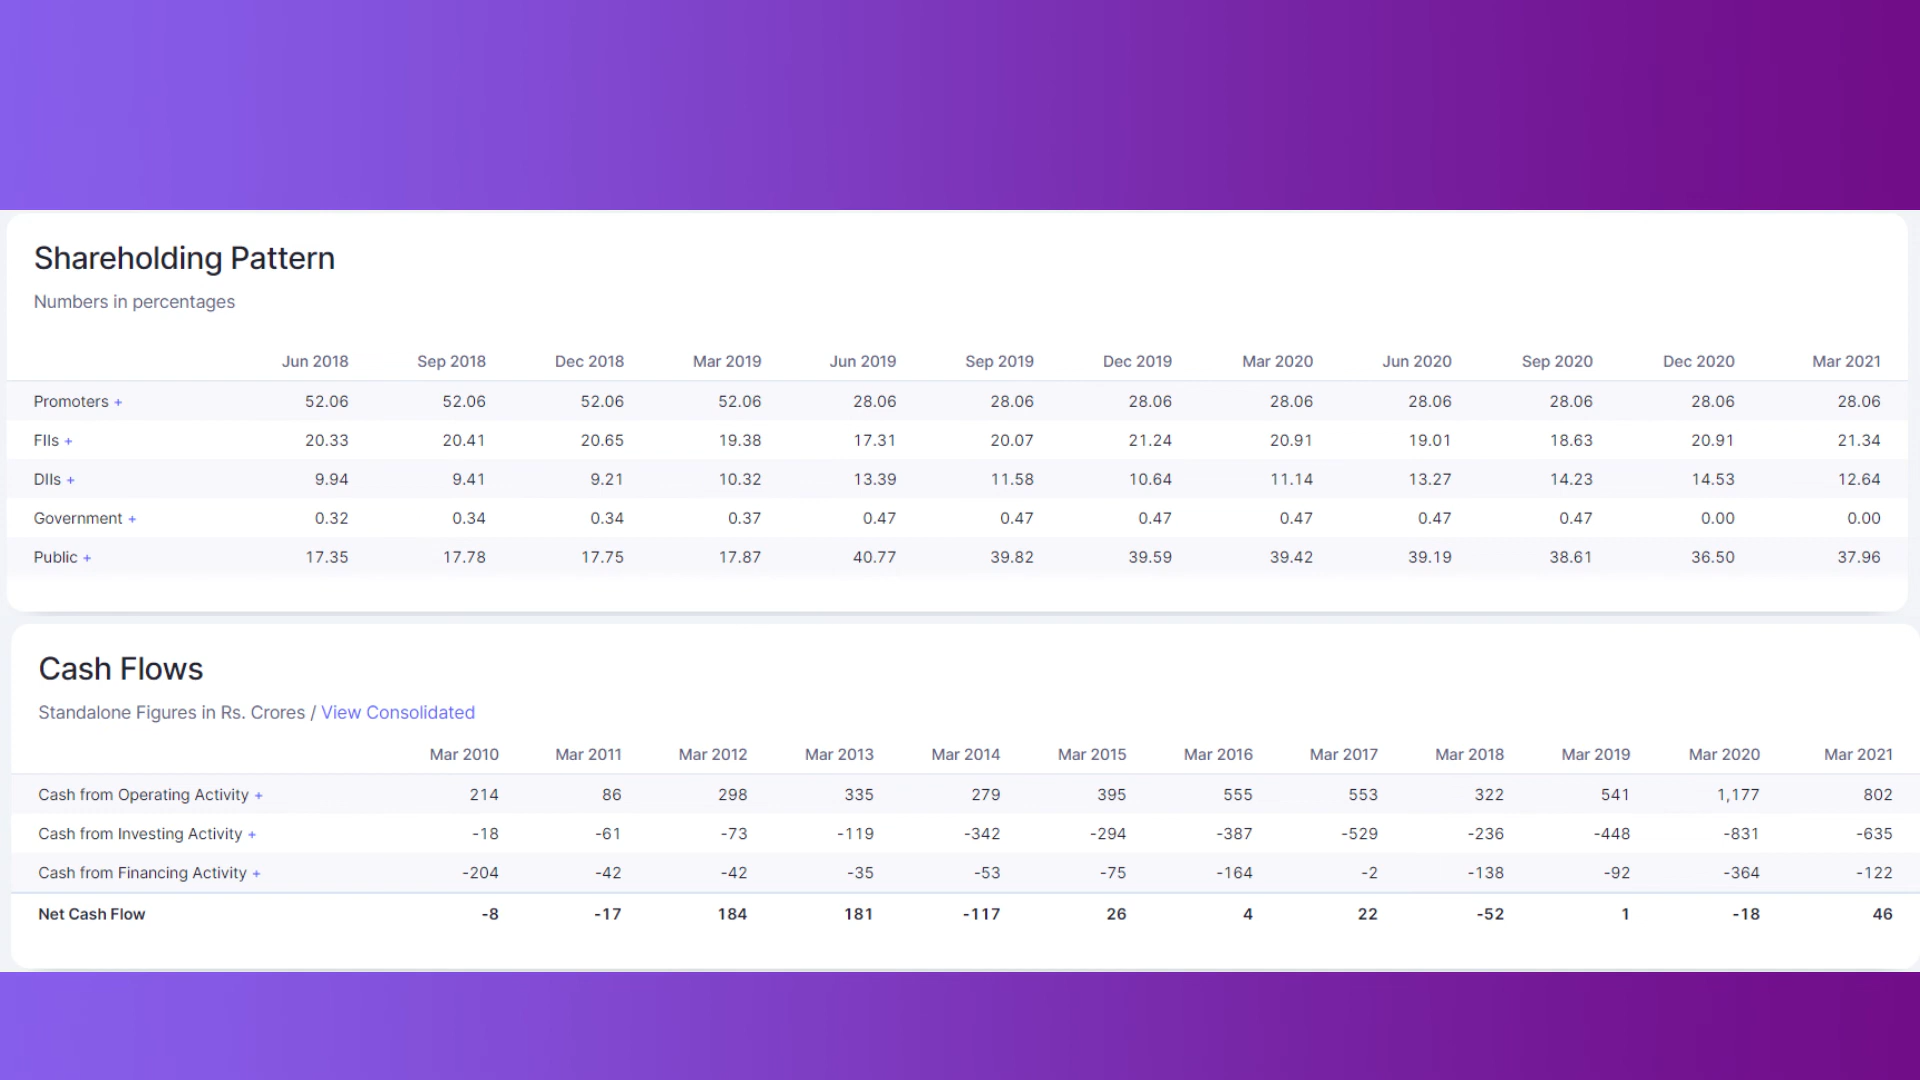 Shareholding Pattern
Numbers in percentages
Jun 2018 Sep 2018 Dec 2018 Mar 2019 Jun 2019 Sep 2019 Dec 2019 Mar 2020 Jun 2020 Sep 2020 Dec 2020 Mar 2021
Promoters + 52.06 52.06 52.06 52.06 28.06 28.06 28.06 28.06 28.06 28.06 28.06 28.06
FIIs + 20.33 20.41 20.65 19.38 17.31 20.07 21.24 20.91 19.01 18.63 20.91 21.34
DIIs + 9.94 9.41 9.21 10.32 13.39 11.58 10.64 11.14 13.27 14.23 14.53 12.64
Government + 0.32 0.34 0.34 0.37 0.47 0.47 0.47 0.47 0.47 0.47 0.00 0.00
Public + 17.35 17.78 17.75 17.87 40.77 39.82 39.59 39.42 39.19 38.61 36.50 37.96
Cash Flows
Standalone Figures in Rs. Crores / View Consolidated
Mar 2010 Mar 2011 Mar 2012 Mar 2013 Mar 2014 Mar 2015 Mar 2016 Mar 2017 Mar 2018 Mar 2019 Mar 2020 Mar 2021
Cash from Operating Activity + 214 86 298 335 279 395 555 553 322 541 1,177 802
Cash from Investing Activity + -18 -61 -73 -119 -342 -294 -387 -529 -236 -448 -831 -635
Cash from Financing Activity + -204 -42 -42 -35 -53 -75 -164 -2 -138 -92 -364 -122
Net Cash Flow -8 -17 184 181 -117 26 4 22 -52 1 -18 46